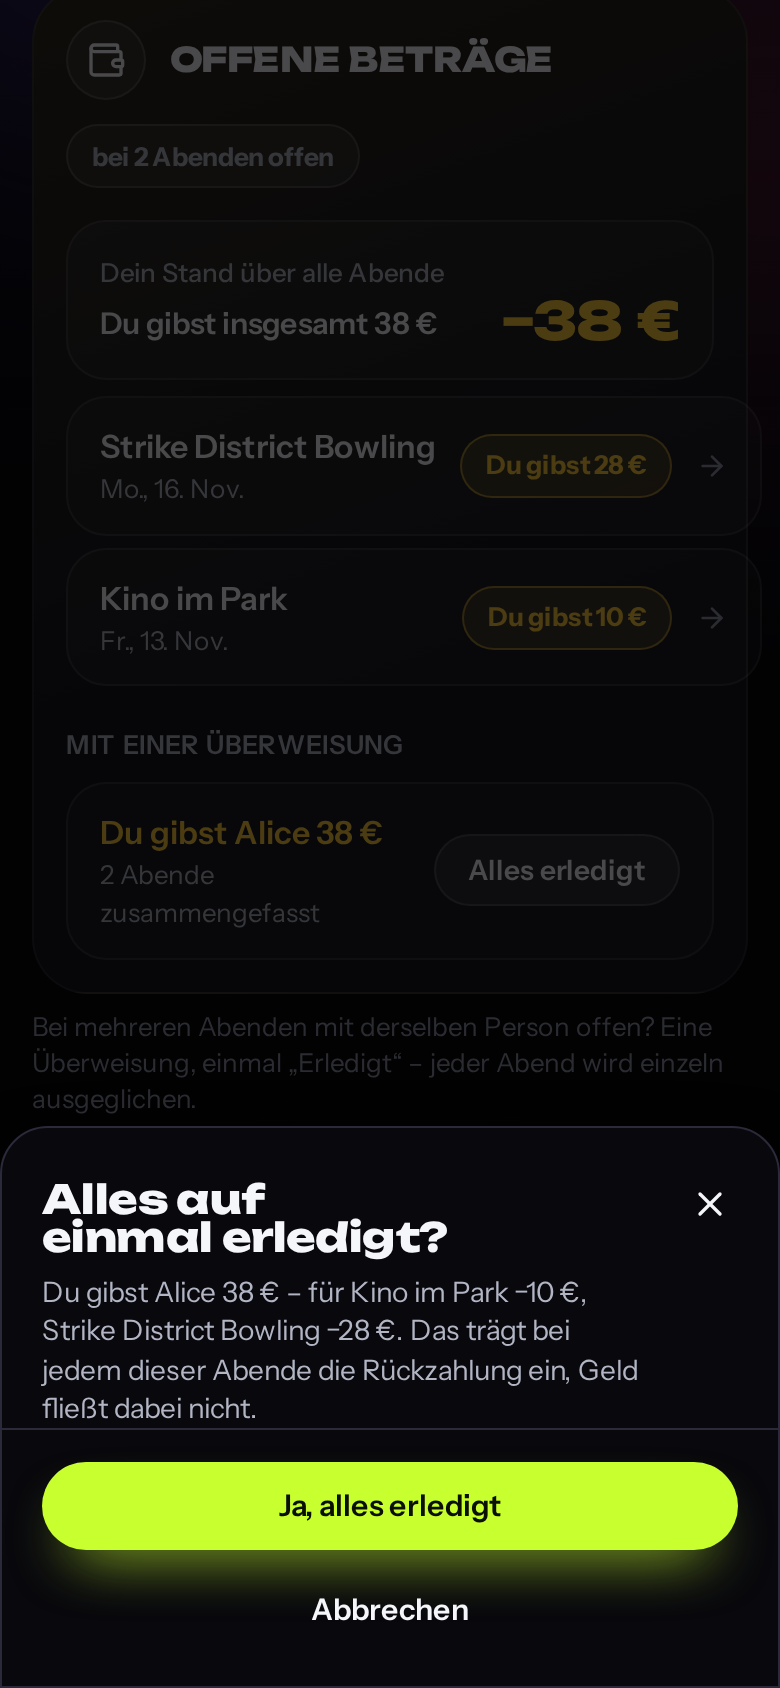 OFFENE BETRÄGE
bei 2 Abenden offen
Dein Stand über alle Abende
Du gibst insgesamt 38 €
−38 €
Strike District Bowling
Mo., 16. Nov.
Du gibst 28 €
Kino im Park
Fr., 13. Nov.
Du gibst 10 €
MIT EINER ÜBERWEISUNG
Du gibst Alice 38 €
2 Abende
zusammengefasst
Alles erledigt
Bei mehreren Abenden mit derselben Person offen? Eine
Überweisung, einmal „Erledigt“ – jeder Abend wird einzeln
ausgeglichen.
Alles auf
einmal erledigt?
Du gibst Alice 38 € – für Kino im Park −10 €,
Strike District Bowling −28 €. Das trägt bei
jedem dieser Abende die Rückzahlung ein, Geld
fließt dabei nicht.
Ja, alles erledigt
Abbrechen